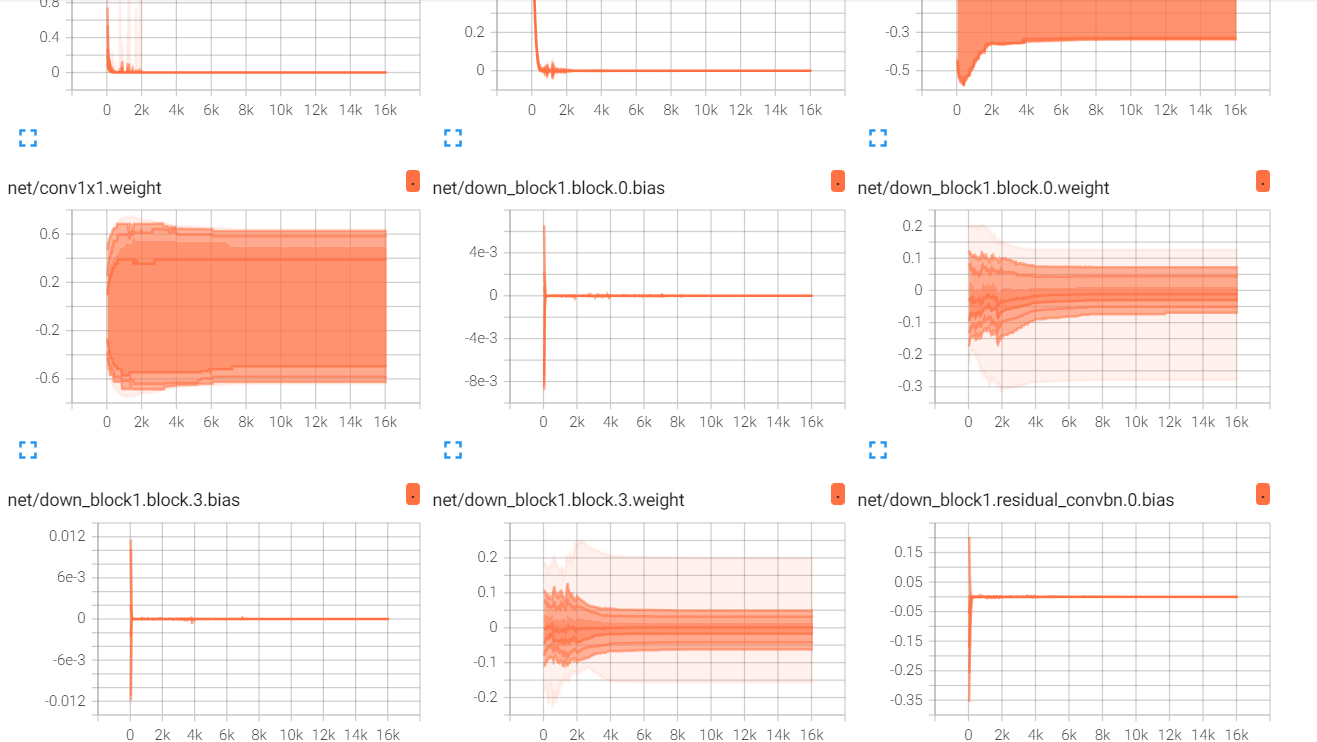 0.8
0.4
0
0 2k 4k 6k 8k 10k 12k 14k 16k
0.2
0
0 2k 4k 6k 8k 10k 12k 14k 16k
-0.3
-0.5
0 2k 4k 6k 8k 10k 12k 14k 16k
net/conv1x1.weight
.
0.6
0.2
-0.2
-0.6
0 2k 4k 6k 8k 10k 12k 14k 16k
net/down_block1.block.0.bias
.
4e-3
0
-4e-3
-8e-3
0 2k 4k 6k 8k 10k 12k 14k 16k
net/down_block1.block.0.weight
.
0.2
0.1
0
-0.1
-0.2
-0.3
0 2k 4k 6k 8k 10k 12k 14k 16k
net/down_block1.block.3.bias
.
0.012
6e-3
0
-6e-3
-0.012
0 2k 4k 6k 8k 10k 12k 14k 16k
net/down_block1.block.3.weight
.
0.2
0.1
0
-0.1
-0.2
0 2k 4k 6k 8k 10k 12k 14k 16k
net/down_block1.residual_convbn.0.bias
.
0.15
0.05
-0.05
-0.15
-0.25
-0.35
0 2k 4k 6k 8k 10k 12k 14k 16k